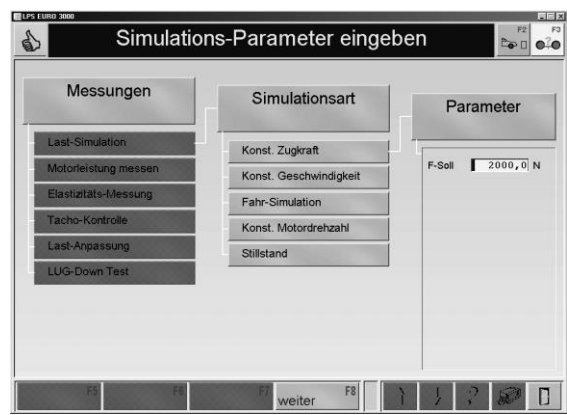 LPS EURO 3000
Simulations-Parameter eingeben
F2
F3
Messungen
Simulationsart
Parameter
Last-Simulation
Motorleistung messen
Elastizitäts-Messung
Tacho-Kontrolle
Last-Anpassung
LUG-Down Test
Konst. Zugkraft
Konst. Geschwindigkeit
Fahr-Simulation
Konst. Motordrehzahl
Stillstand
F-Soll 2000,0 N
F5
F6
F7
weiter F8